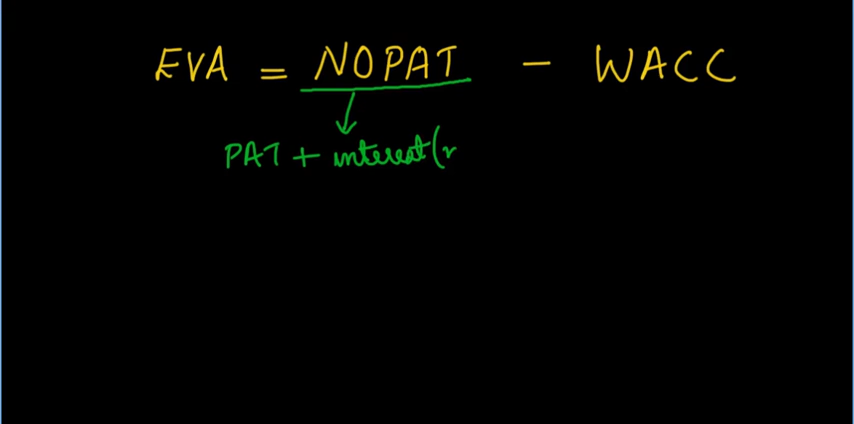 EVA = NOPAT - WACC
PAT + interest(